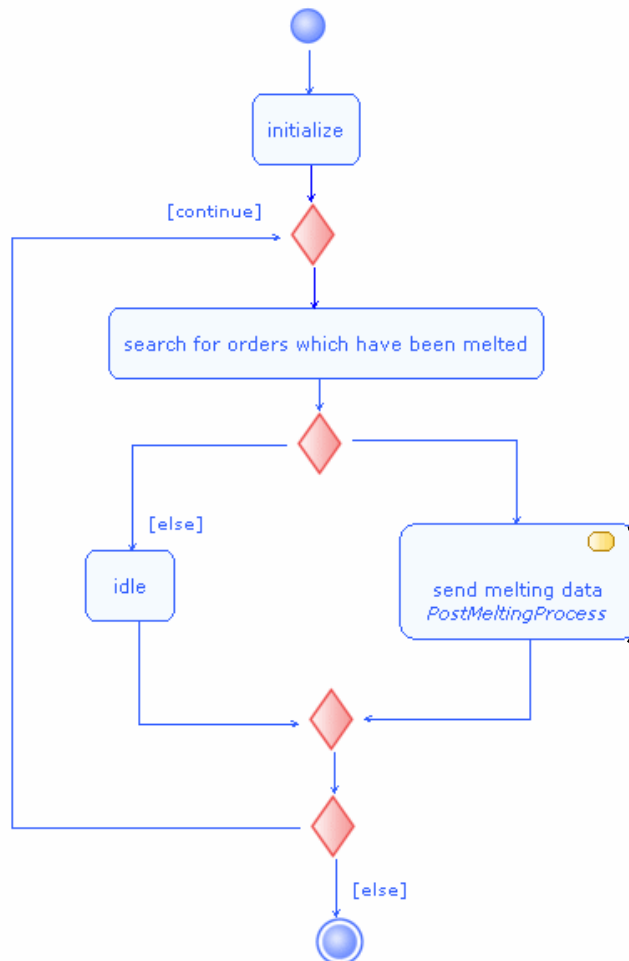 initialize
[continue]
search for orders which have been melted
[else]
idle
send melting data
PostMeltingProcess
[else]